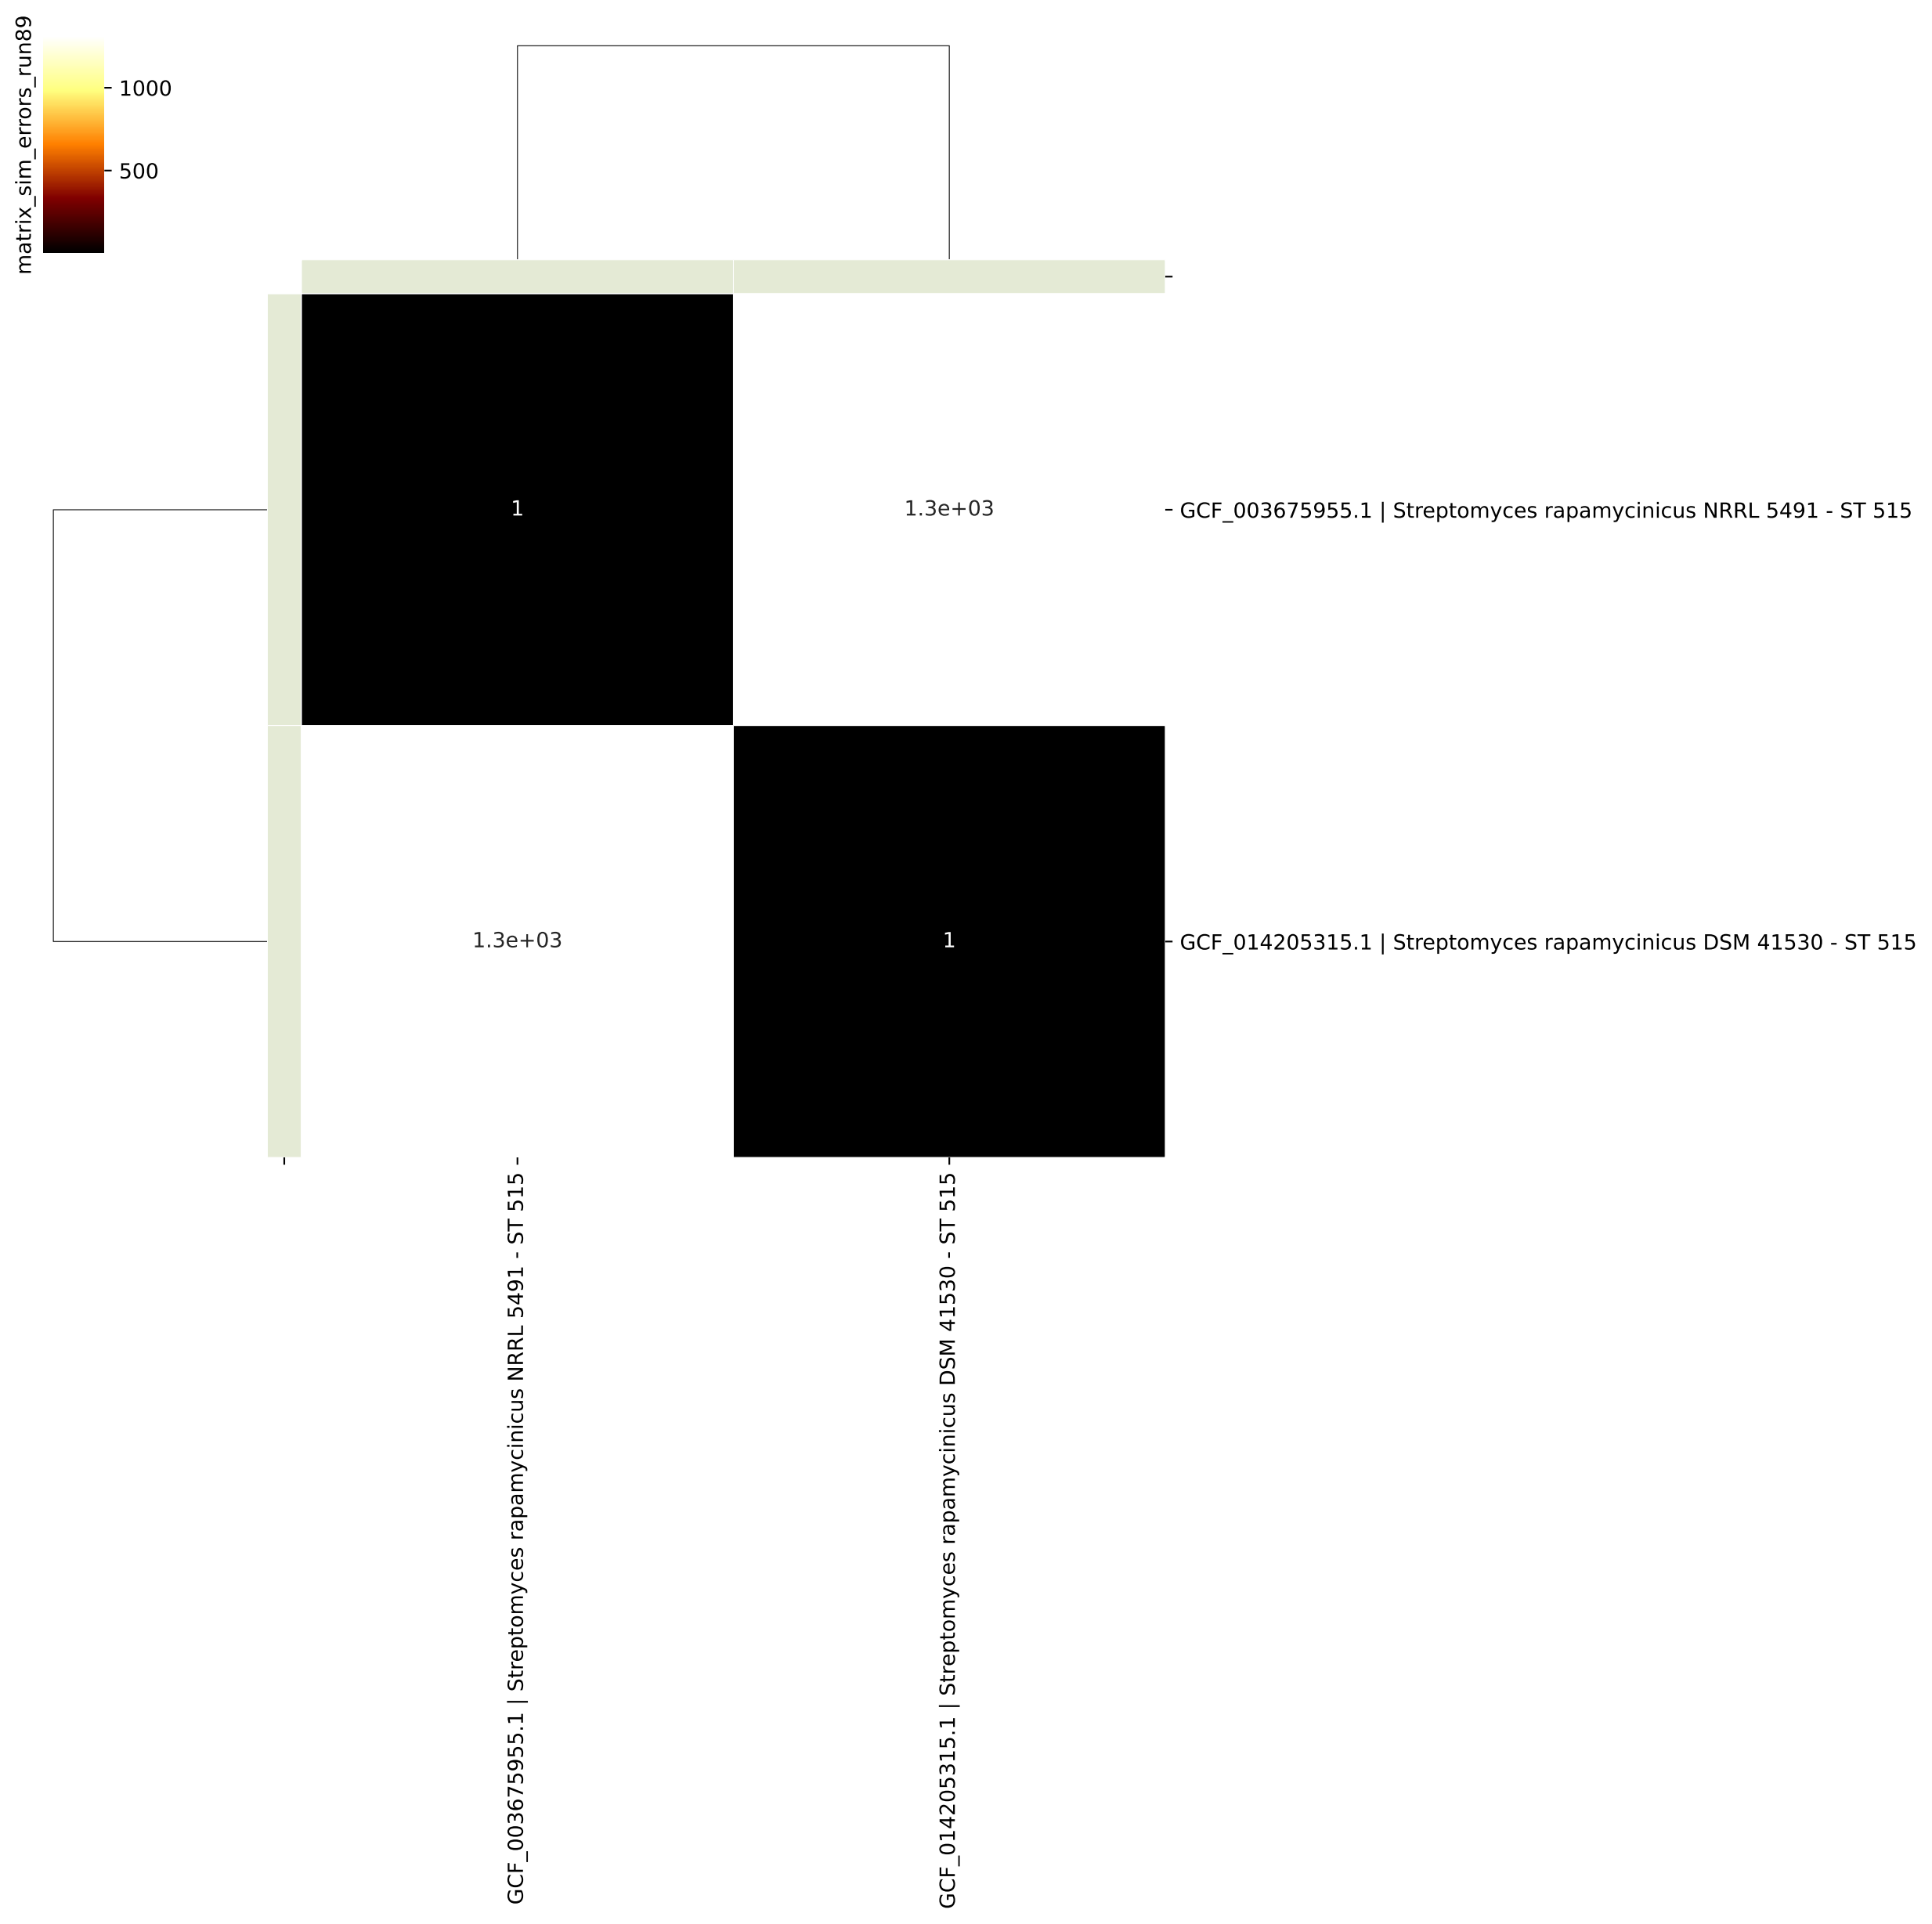 matrix_sim_errors_run89
1000
500
1
1.3e+03
GCF_003675955.1 | Streptomyces rapamycinicus NRRL 5491 - ST 515
1.3e+03
1
GCF_014205315.1 | Streptomyces rapamycinicus DSM 41530 - ST 515
GCF_003675955.1 | Streptomyces rapamycinicus NRRL 5491 - ST 515
GCF_014205315.1 | Streptomyces rapamycinicus DSM 41530 - ST 515